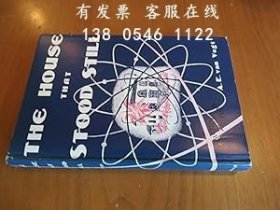 有发票 客服在线
138 0546 1122
THE HOUSE
THAT
STOOD STILL
A.E. van Vogt